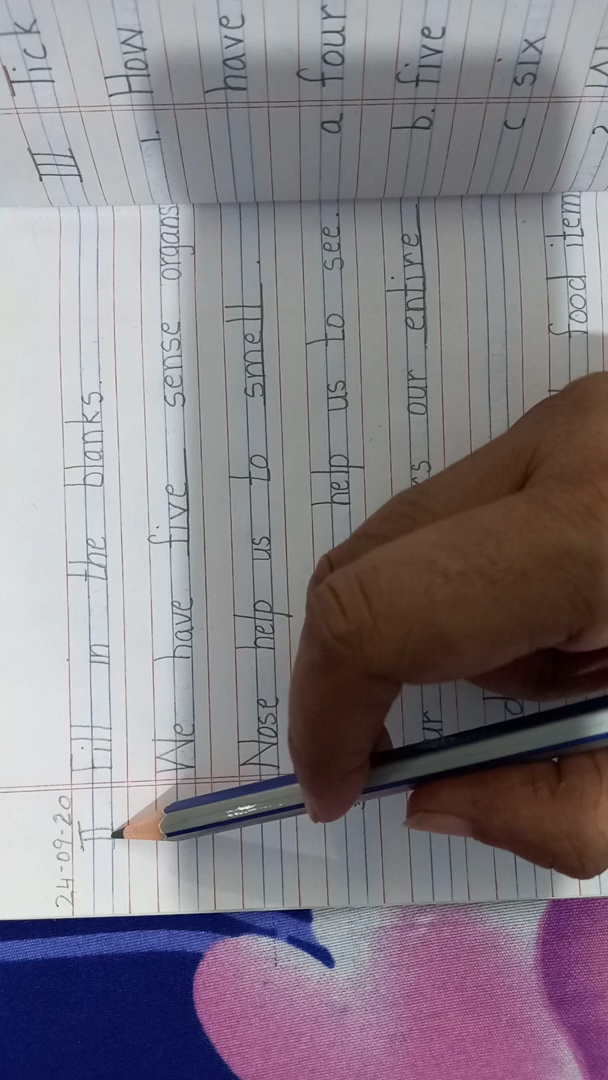 24-09-20
II Fill in the blanks.
We have five sense organs
Nose help us to smell.
help us to see.
our entire
food item
III Tick
1. How
have
a four
b. five
c six